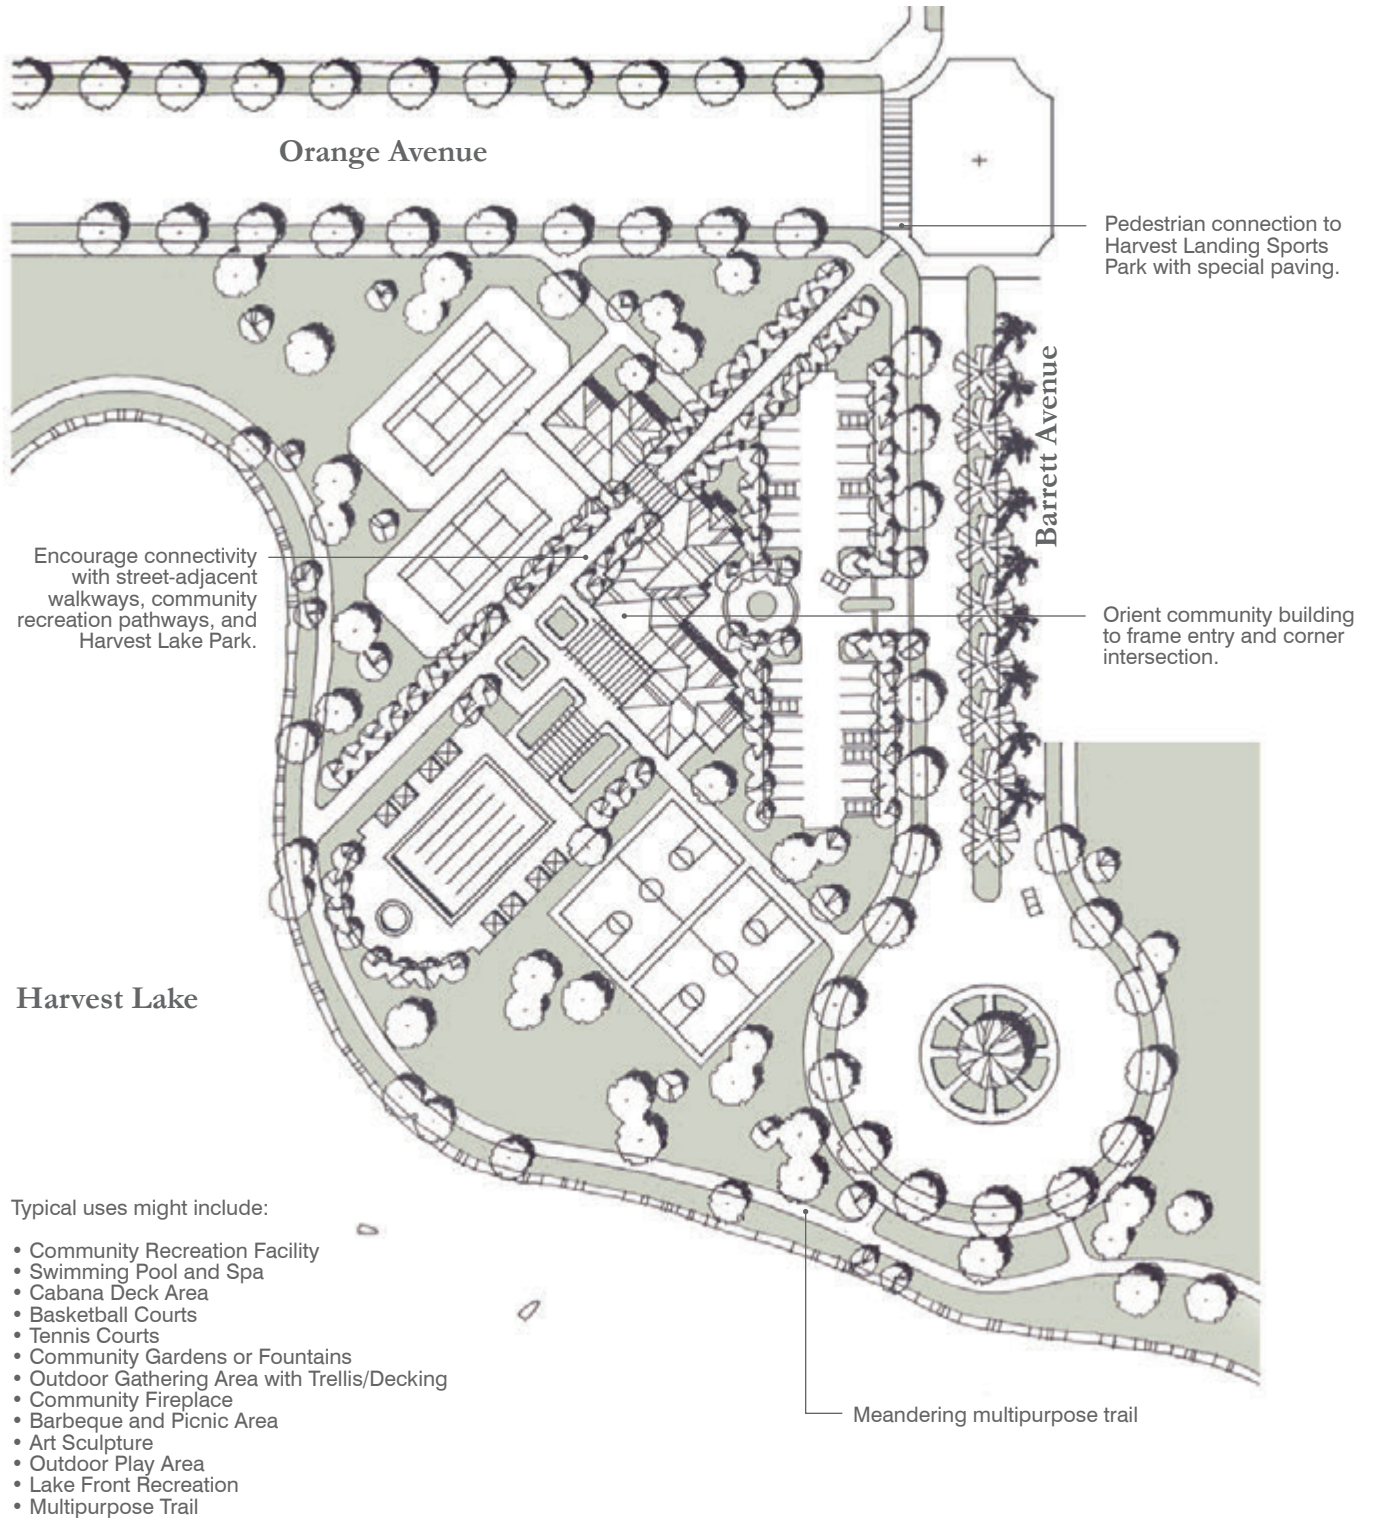 Orange Avenue
Pedestrian connection to
Harvest Landing Sports
Park with special paving.
Barrett Avenue
Encourage connectivity
with street-adjacent
walkways, community
recreation pathways, and
Harvest Lake Park.
Orient community building
to frame entry and corner
intersection.
Harvest Lake
Typical uses might include:
• Community Recreation Facility
• Swimming Pool and Spa
• Cabana Deck Area
• Basketball Courts
• Tennis Courts
• Community Gardens or Fountains
• Outdoor Gathering Area with Trellis/Decking
• Community Fireplace
• Barbeque and Picnic Area
• Art Sculpture
• Outdoor Play Area
• Lake Front Recreation
• Multipurpose Trail
Meandering multipurpose trail